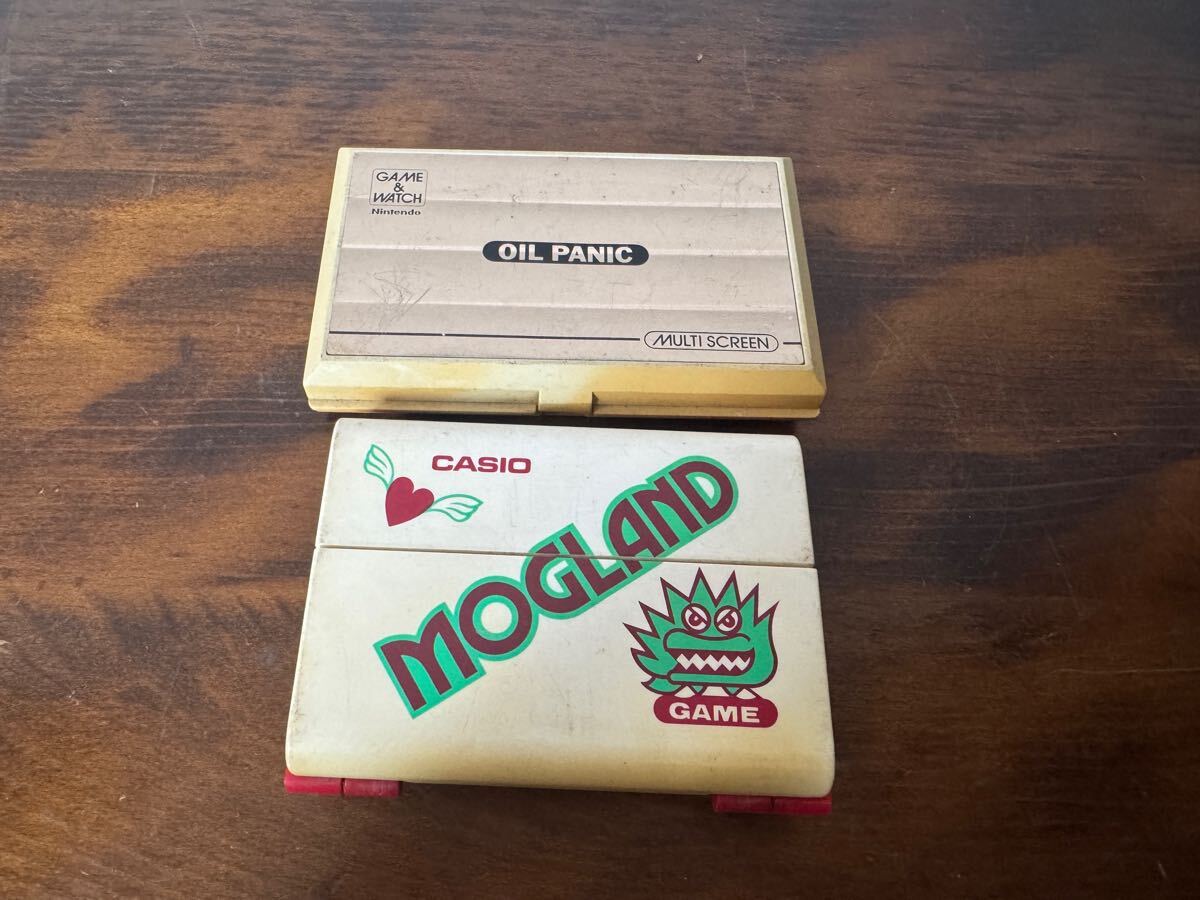 GAME
&
WATCH
Nintendo
OIL PANIC
MULTI SCREEN
CASIO
MOGLAND
GAME